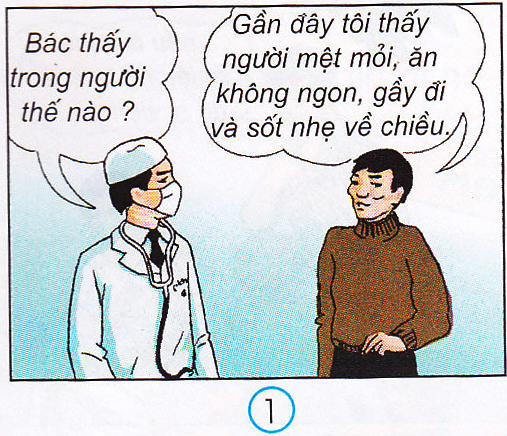 Bác thấy
trong người
thế nào ?
Gần đây tôi thấy
người mệt mỏi, ăn
không ngon, gầy đi
và sốt nhẹ về chiều.
1